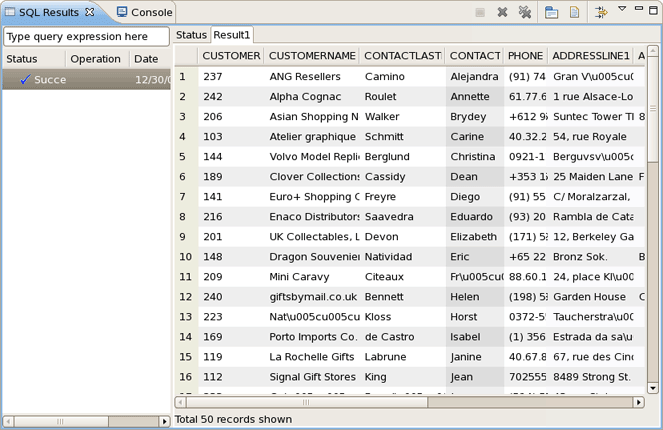 SQL Results Console
Type query expression here
Status Operation Date
Succe 12/30/0
Status Result1
CUSTOMER CUSTOMERNAME CONTACTLAST CONTACT PHONE ADDRESSLINE1 A
1 237 ANG Resellers Camino Alejandra (91) 74 Gran V\u005cu0
2 242 Alpha Cognac Roulet Annette 61.77.6 1 rue Alsace-Lo
3 206 Asian Shopping N Walker Brydey +612 9 Suntec Tower T 8
4 103 Atelier graphique Schmitt Carine 40.32.2 54, rue Royale
5 144 Volvo Model Repli Berglund Christina 0921-1 Berguvsv\u005
6 189 Clover Collections Cassidy Dean +353 1 25 Maiden Lane F
7 141 Euro+ Shopping C Freyre Diego (91) 55 C/ Moralzarzal,
8 216 Enaco Distributors Saavedra Eduardo (93) 20 Rambla de Cata
9 201 UK Collectables, L Devon Elizabeth (171) 5 12, Berkeley Ga
10 148 Dragon Souvenier Natividad Eric +65 22 Bronz Sok. B
11 209 Mini Caravy Citeaux Fr\u005cu0 88.60.1 24, place Kl\u00
12 240 giftsbymail.co.uk Bennett Helen (198) 5 Garden House C
13 223 Nat\u005cu005cu Kloss Horst 0372-5 Taucherstra\u00
14 169 Porto Imports Co. de Castro Isabel (1) 356 Estrada da sa\u
15 119 La Rochelle Gifts Labrune Janine 40.67.8 67, rue des Cinq
16 112 Signal Gift Stores King Jean 702555 8489 Strong St.
Total 50 records shown